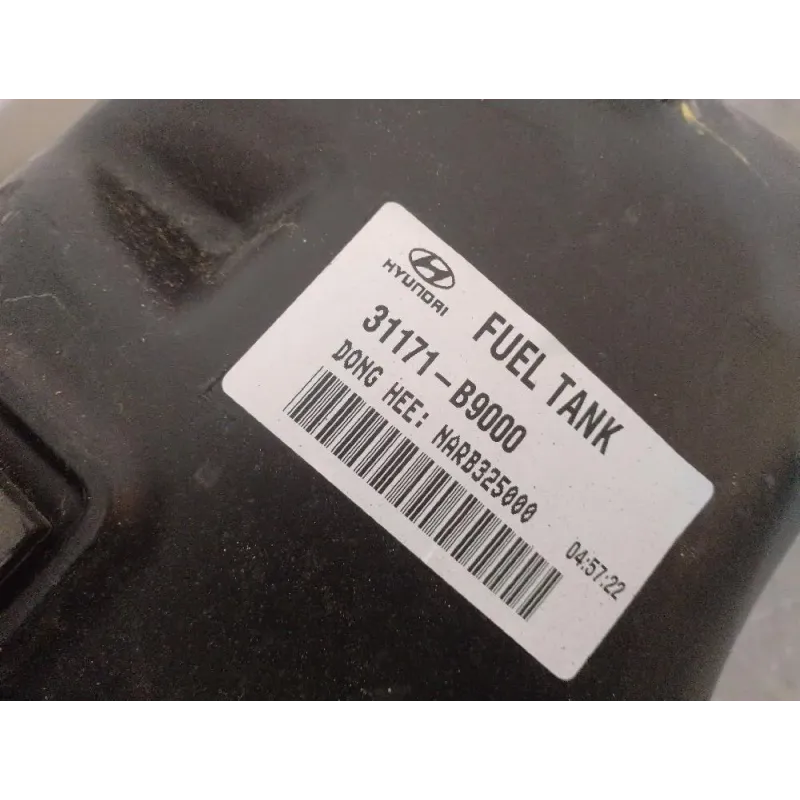 HYUNDAI
FUEL TANK
31171-B9000
DONG HEE: NARB325000
04:57:22